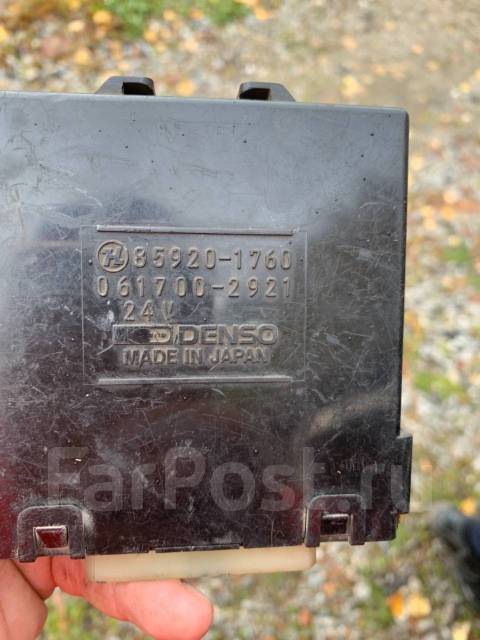 85920-1760
061700-2921
24V
DENSO
MADE IN JAPAN
FarPost.ru